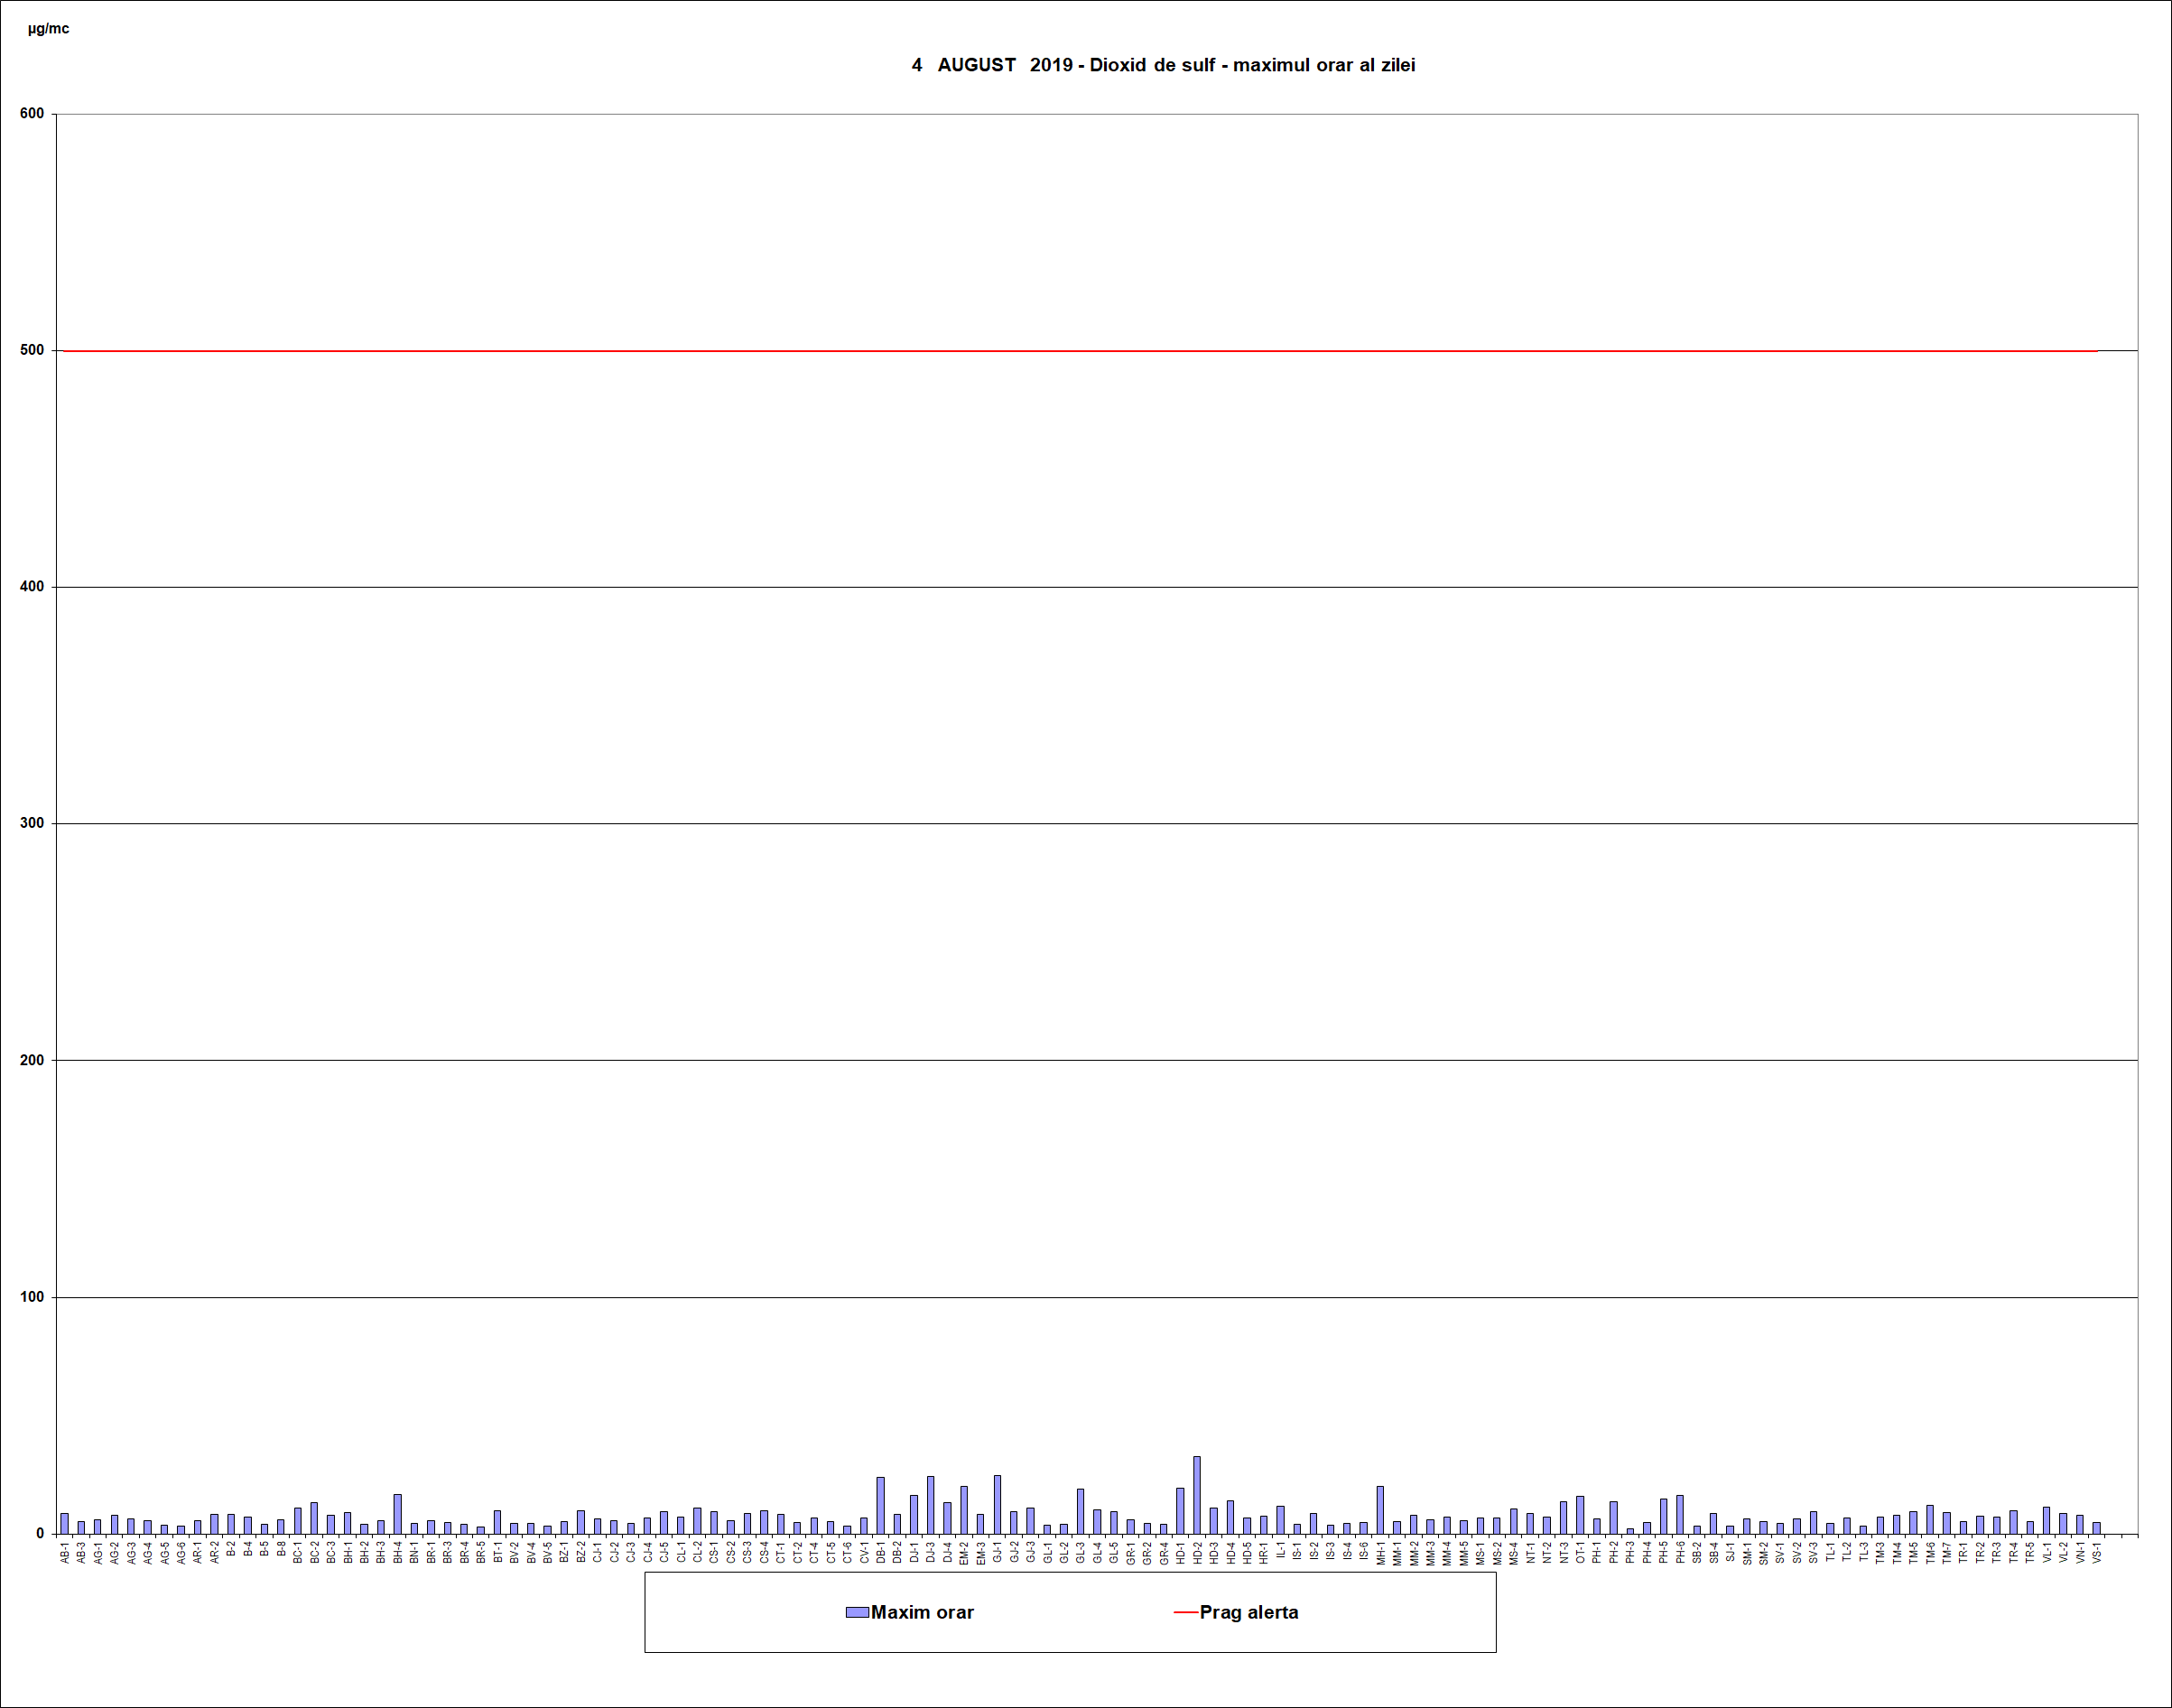 µg/mc
4 AUGUST 2019 - Dioxid de sulf - maximul orar al zilei
600
500
400
300
200
100
0
AB-1
AB-3
AG-1
AG-2
AG-3
AG-4
AG-5
AG-6
AR-1
AR-2
B-2
B-4
B-5
B-8
BC-1
BC-2
BC-3
BH-1
BH-2
BH-3
BH-4
BN-1
BR-1
BR-3
BR-4
BR-5
BT-1
BV-2
BV-4
BV-5
BZ-1
BZ-2
CJ-1
CJ-2
CJ-3
CJ-4
CJ-5
CL-1
CL-2
CS-1
CS-2
CS-3
CS-4
CT-1
CT-2
CT-4
CT-5
CT-6
CV-1
DB-1
DB-2
DJ-1
DJ-3
DJ-4
EM-2
EM-3
GJ-1
GJ-2
GJ-3
GL-1
GL-2
GL-3
GL-4
GL-5
GR-1
GR-2
GR-4
HD-1
HD-2
HD-3
HD-4
HD-5
HR-1
IL-1
IS-1
IS-2
IS-3
IS-4
IS-6
MH-1
MM-1
MM-2
MM-3
MM-4
MM-5
MS-1
MS-2
MS-4
NT-1
NT-2
NT-3
OT-1
PH-1
PH-2
PH-3
PH-4
PH-5
PH-6
SB-2
SB-4
SJ-1
SM-1
SM-2
SV-1
SV-2
SV-3
TL-1
TL-2
TL-3
TM-3
TM-4
TM-5
TM-6
TM-7
TR-1
TR-2
TR-3
TR-4
TR-5
VL-1
VL-2
VN-1
VS-1
Maxim orar
Prag alerta